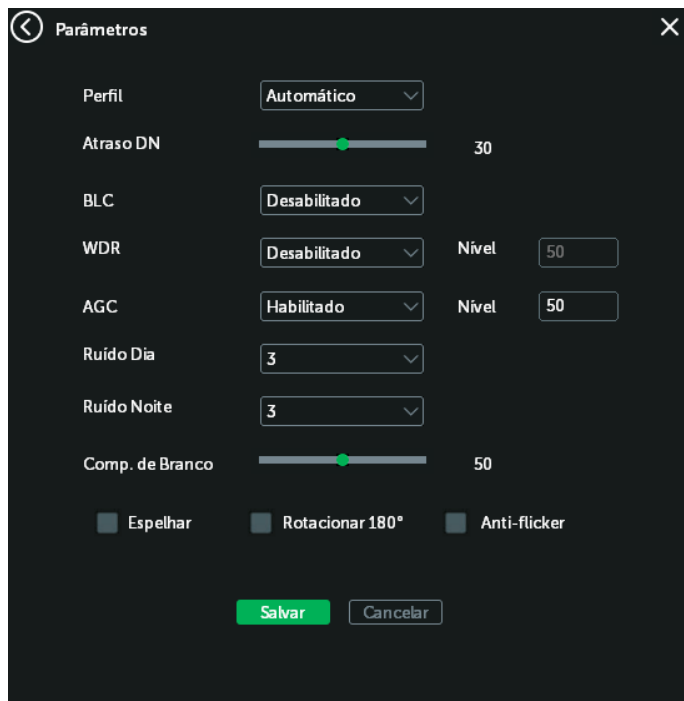 Parâmetros
Perfil Automático
Atraso DN 30
BLC Desabilitado
WDR Desabilitado Nível 50
AGC Habilitado Nível 50
Ruído Dia 3
Ruído Noite 3
Comp. de Branco 50
Espelhar Rotacionar 180° Anti-flicker
Salvar Cancelar